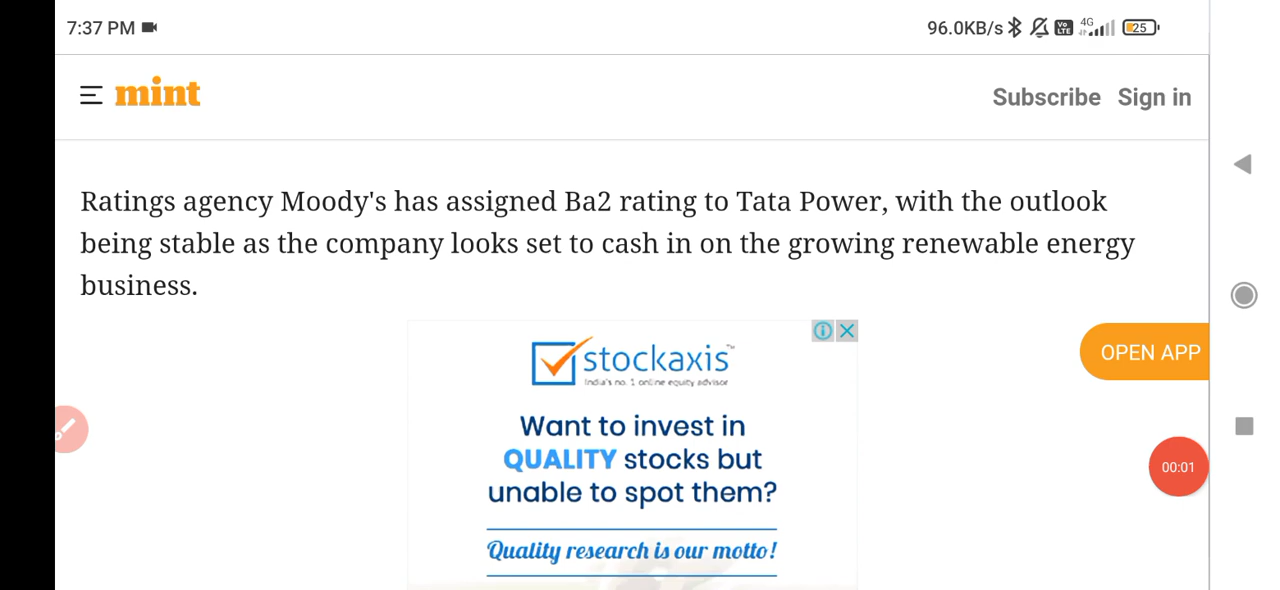 7:37 PM 96.0KB/s Vo LTE 4G 25
mint Subscribe Sign in
Ratings agency Moody's has assigned Ba2 rating to Tata Power, with the outlook
being stable as the company looks set to cash in on the growing renewable energy
business.
stockaxis™
India's no. 1 online equity advisor
OPEN APP
Want to invest in
QUALITY stocks but
unable to spot them?
00:01
Quality research is our motto!